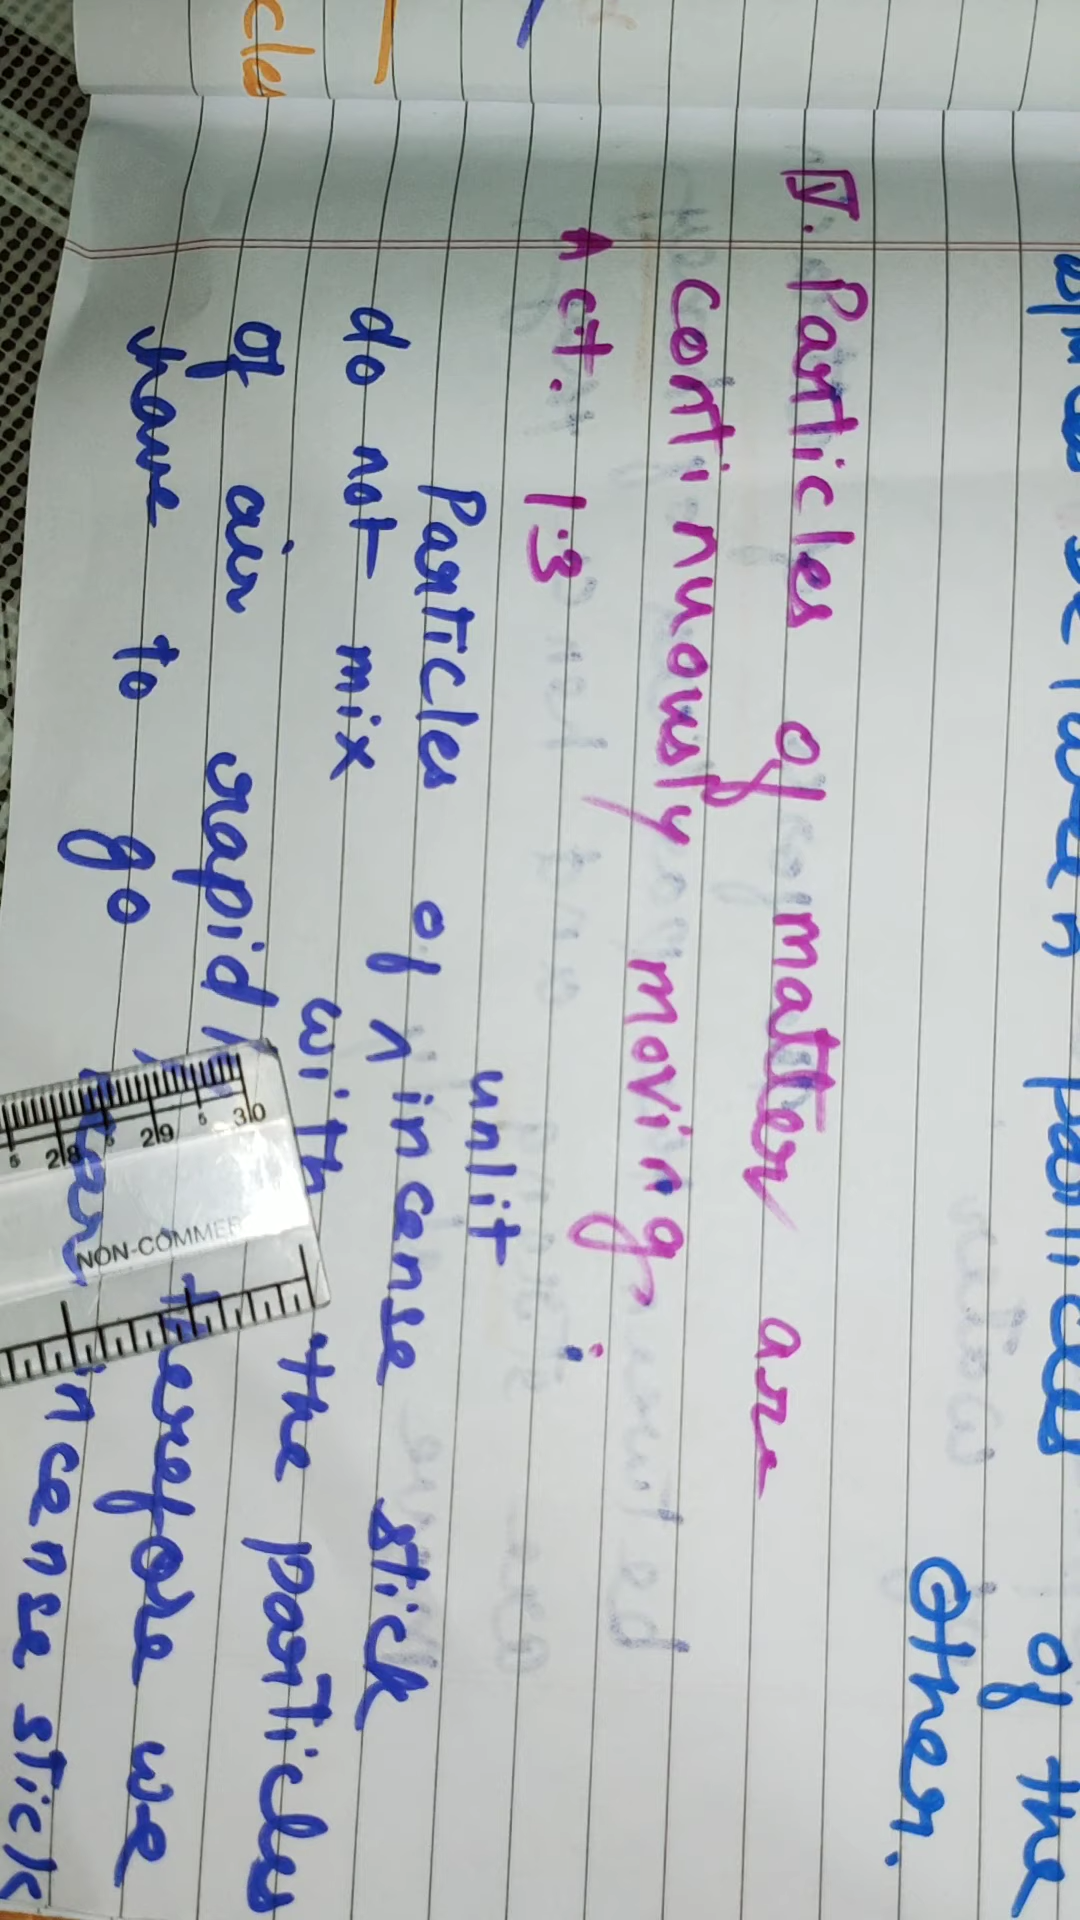 of the
Other.
IV. Particles of matter are
continuously moving.
Act. 1.3
Particles of unlit incense stick
do not mix with the particles
of air rapidly therefore we
have to go near incense stick
28 29 30
NON-COMMER